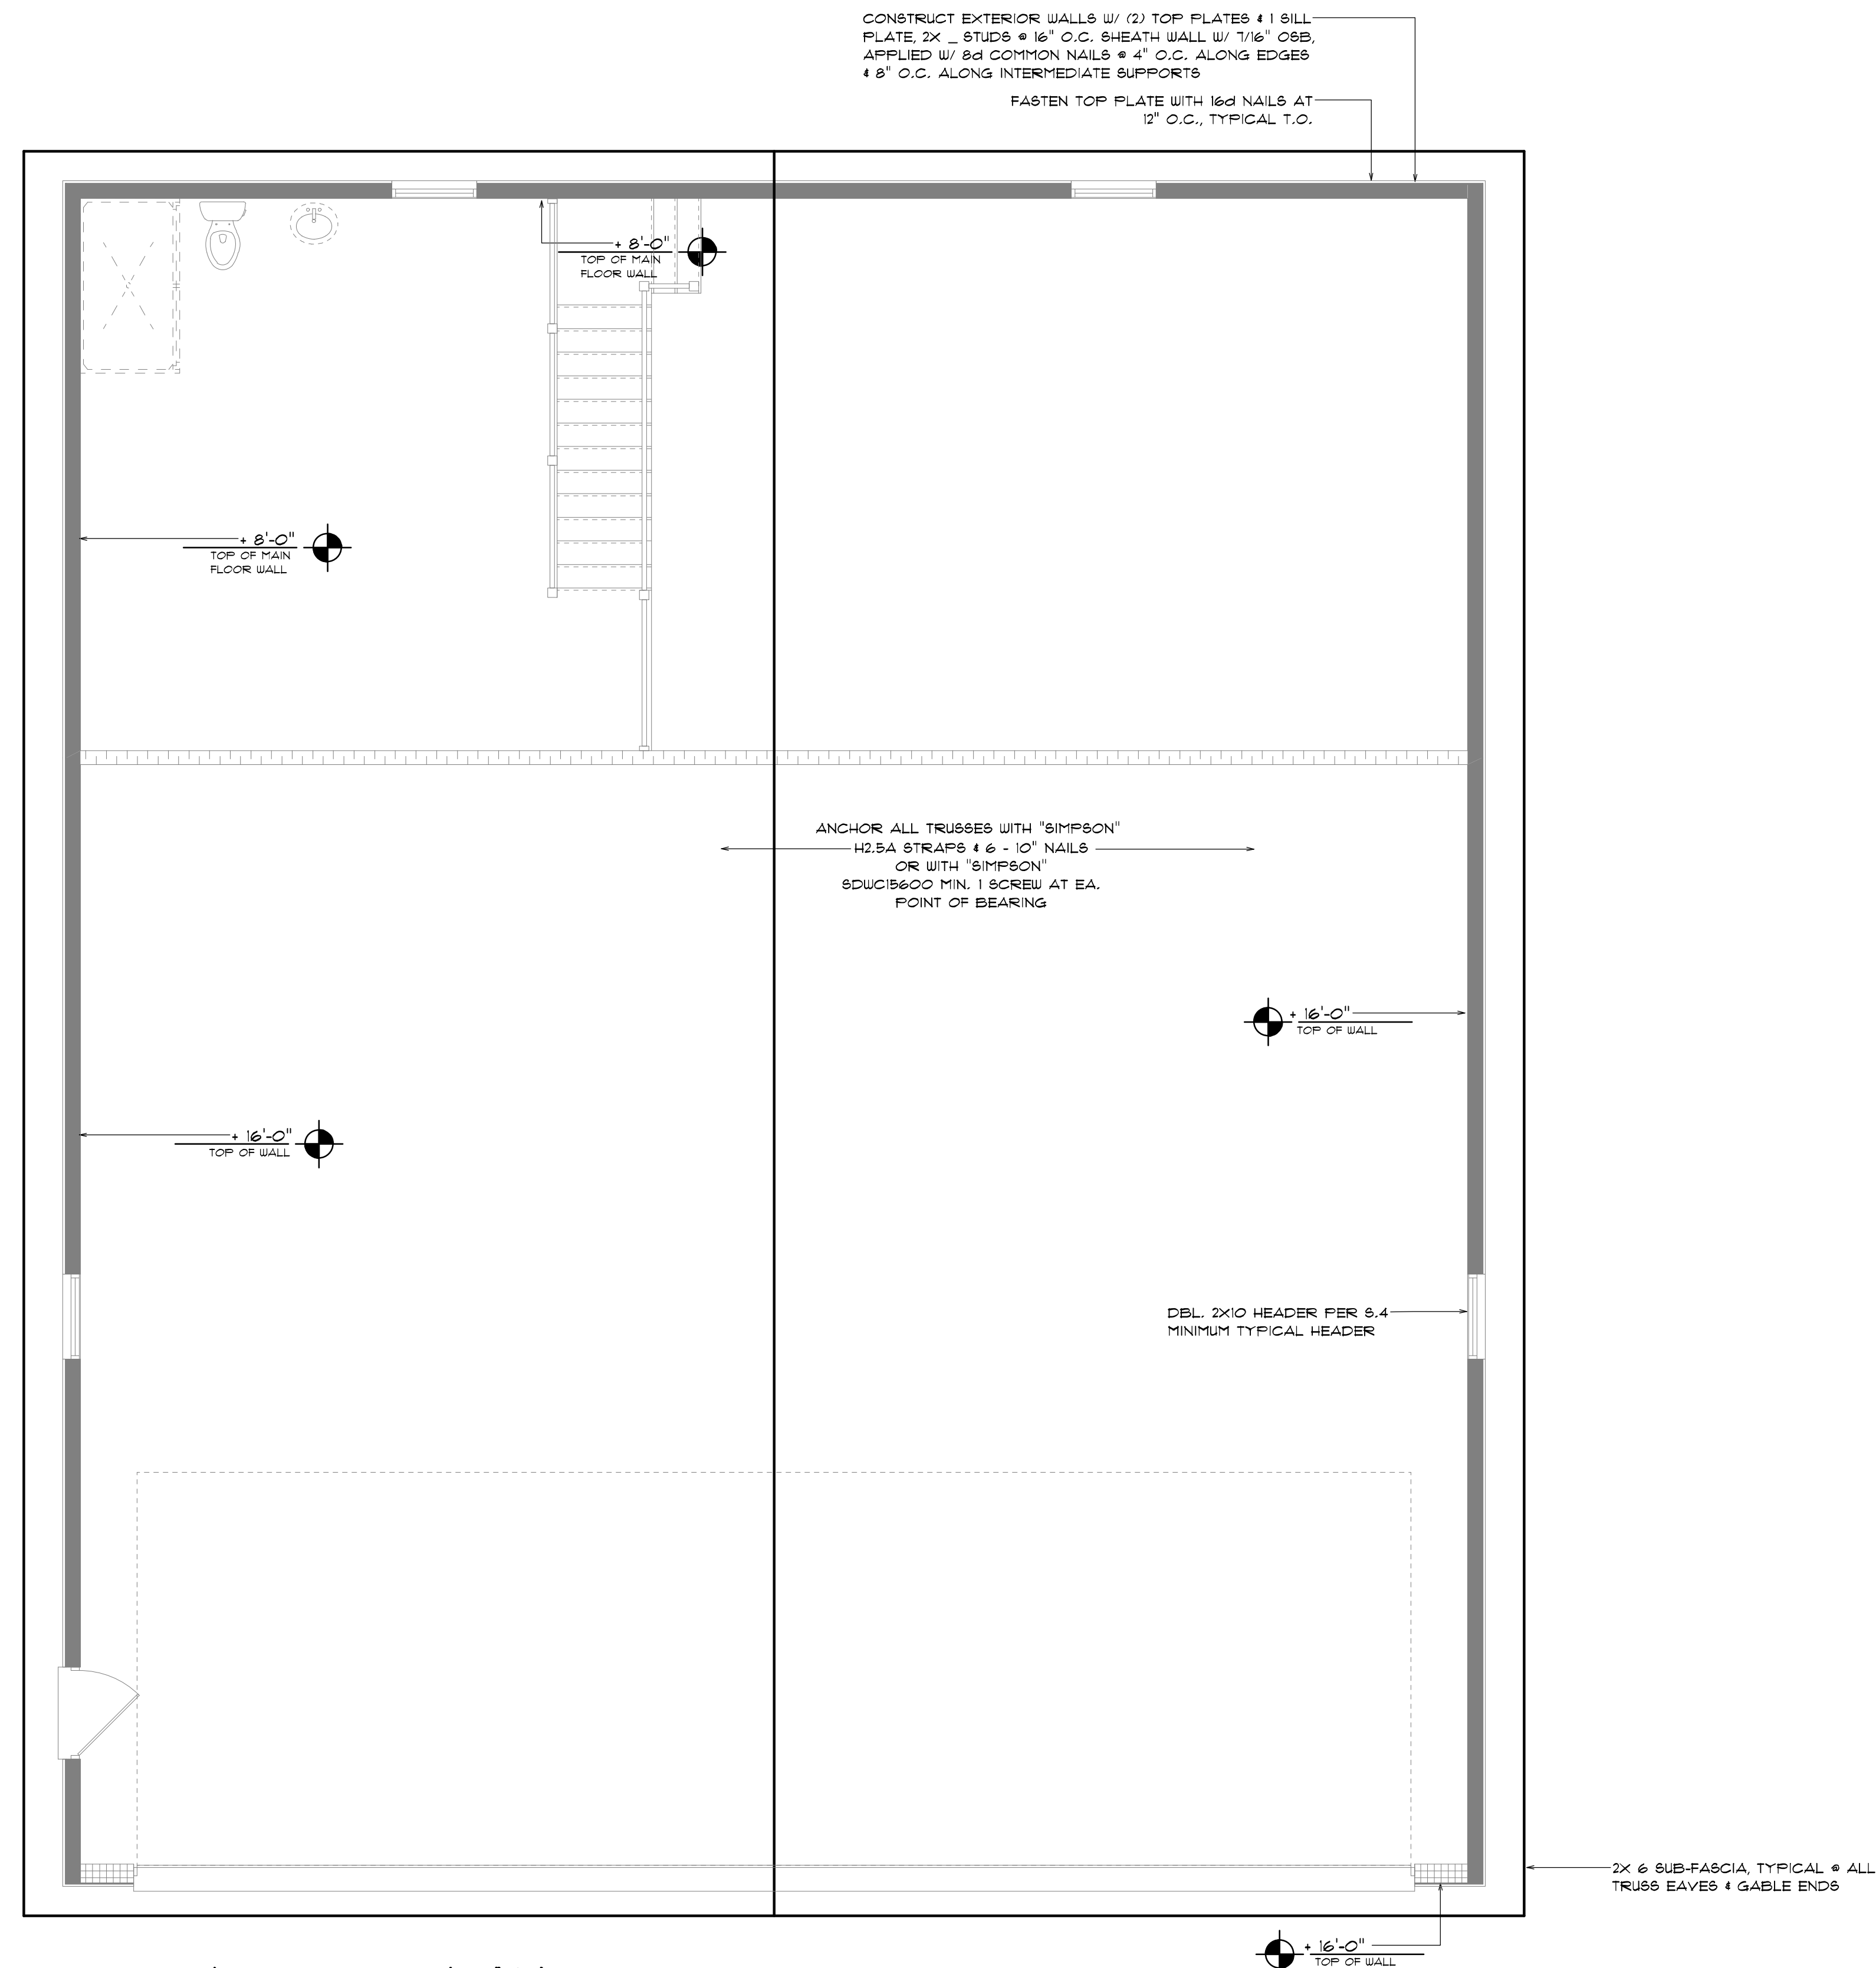 CONSTRUCT EXTERIOR WALLS W/ (2) TOP PLATES & 1 SILL
PLATE, 2X _ STUDS @ 16" O.C. SHEATH WALL W/ 7/16" OSB,
APPLIED W/ 8d COMMON NAILS @ 4" O.C. ALONG EDGES
& 8" O.C. ALONG INTERMEDIATE SUPPORTS
FASTEN TOP PLATE WITH 16d NAILS AT
12" O.C., TYPICAL T.O.
+ 8'-0"
TOP OF MAIN
FLOOR WALL
+ 8'-0"
TOP OF MAIN
FLOOR WALL
ANCHOR ALL TRUSSES WITH "SIMPSON"
H2.5A STRAPS & 6 - 10" NAILS
OR WITH "SIMPSON"
SDWC15600 MIN. 1 SCREW AT EA.
POINT OF BEARING
+ 16'-0"
TOP OF WALL
+ 16'-0"
TOP OF WALL
DBL. 2X10 HEADER PER S.4
MINIMUM TYPICAL HEADER
2X 6 SUB-FASCIA, TYPICAL @ ALL
TRUSS EAVES & GABLE ENDS
+ 16'-0"
TOP OF WALL